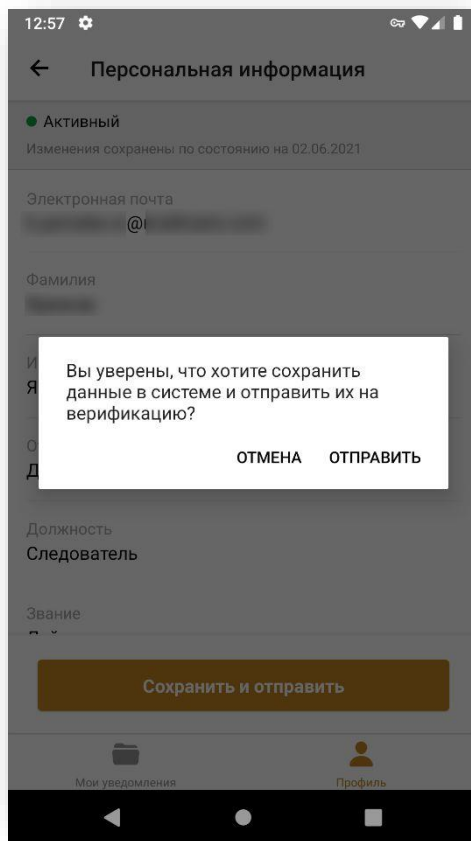 12:57
Персональная информация
Активный
Изменения сохранены по состоянию на 02.06.2021
Электронная почта
@
Фамилия
И
Я
Вы уверены, что хотите сохранить
данные в системе и отправить их на
верификацию?
ОТМЕНА ОТПРАВИТЬ
О
Д
Должность
Следователь
Звание
Сохранить и отправить
Мои уведомления Профиль